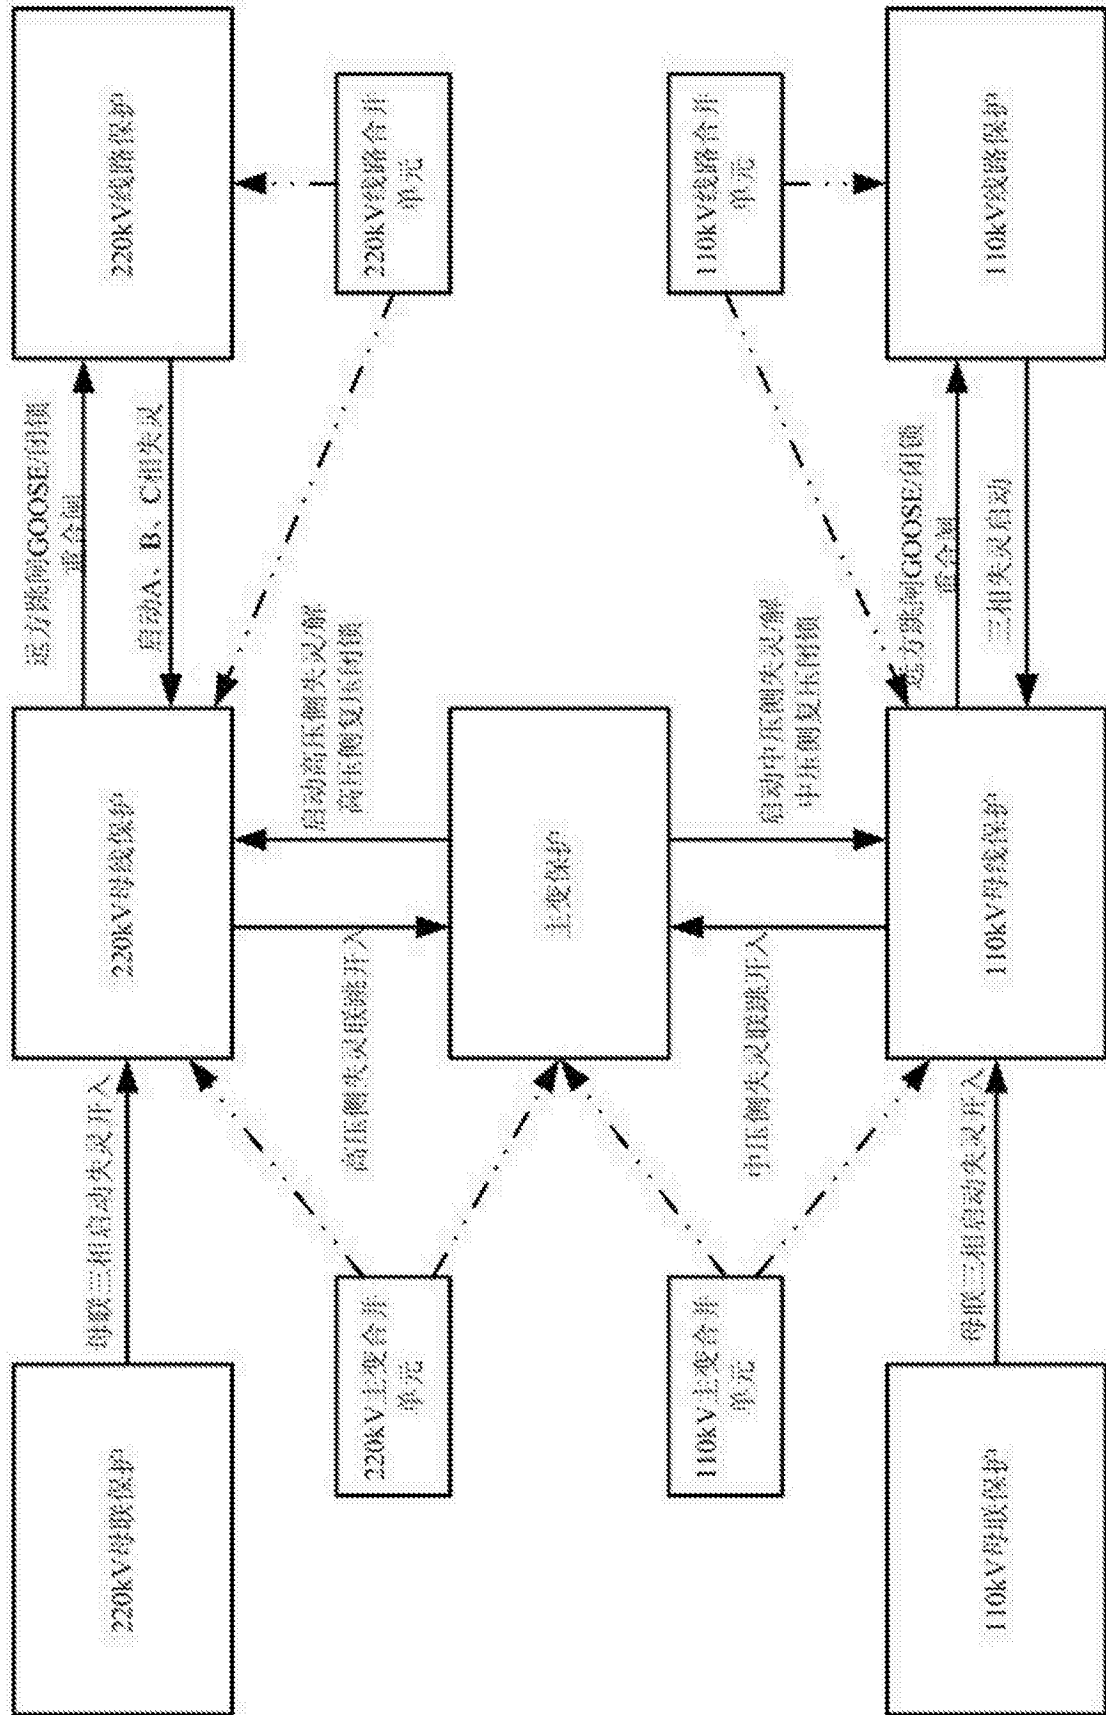 远方跳闸GOOSE/闭锁
重合闸
母联三相启动失灵开入
220kV母联保护
220kV母线保护
220kV线路保护
启动A、B、C相失灵
启动高压侧失灵/解
高压侧复压闭锁
高压侧失灵联跳开入
220kV主变合并
单元
220kV线路合并
单元
主变保护
110kV主变合并
单元
110kV线路合并
单元
中压侧失灵联跳开入
启动中压侧失灵/解
中压侧复压闭锁
远方跳闸GOOSE/闭锁
重合闸
母联三相启动失灵开入
110kV母联保护
110kV母线保护
110kV线路保护
三相失灵启动